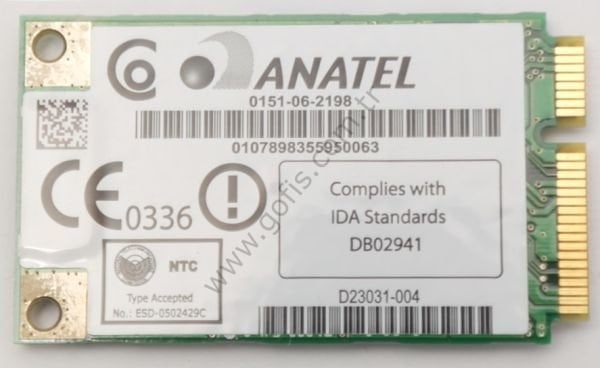 ANATEL
0151-06-2198
0107898355950063
CE 0336
Complies with
IDA Standards
DB02941
NTC
Type Accepted
No.: ESD-0502429C
D23031-004
www.gofis.com.tr